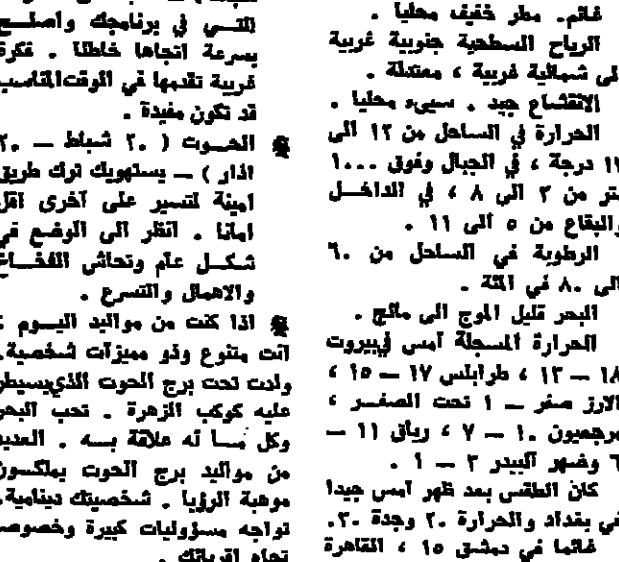 غائم. مطر خفيف محليا .
الرياح السطحية جنوبية غربية
الى شمالية غربية ، معتدلة .
الانقشاع جيد . سيىء محليا .
الحرارة في الساحل من ١٢ الى
درجة ، في الجبال وفوق ١٠٠٠
متر من ٢ الى ٨ ، في الداخل
والبقاع من ٥ الى ١١ .
الرطوبة في الساحل من ٦٠
الى ٨٠ في المئة .
البحر قليل الموج الى مائج .
الحرارة المسجلة امس في بيروت
١٨ — ١٣ ، طرابلس ١٧ — ١٥ ،
الارز صفر — ١ تحت الصفر ،
مرجعيون ١٠ — ٧ ، رياق ١١ —
٦ وضهر البيدر ٣ — ١ .
كان الطقس بعد ظهر امس جيدا
في بغداد والحرارة ٢٠ وجدة ٣٠.
غائما في دمشق ١٥ ، القاهرة
التي في برنامجك واصلح
بسرعة اتجاها خاطئا . فكرة
غريبة تقدمها في الوقت المناسب
قد تكون مفيدة .
الحوت ( ٢٠ شباط — ٢٠
اذار ) — يستهويك ترك طريق
امينة لتسير على اخرى اقل
امانا . انظر الى الوضع في
شكل عام وتحاشى الفخاخ
والاهمال والتسرع .
اذا كنت من مواليد اليوم :
انت متنوع وذو مميزات شخصية.
ولدت تحت برج الحوت الذي يسيطر
عليه كوكب الزهرة . تحب البحر
وكل ما له علاقة به . العديد
من مواليد برج الحوت يملكون
موهبة الرؤيا . شخصيتك دينامية.
تواجه مسؤوليات كبيرة وخصوصا
تجاه اقربائك .